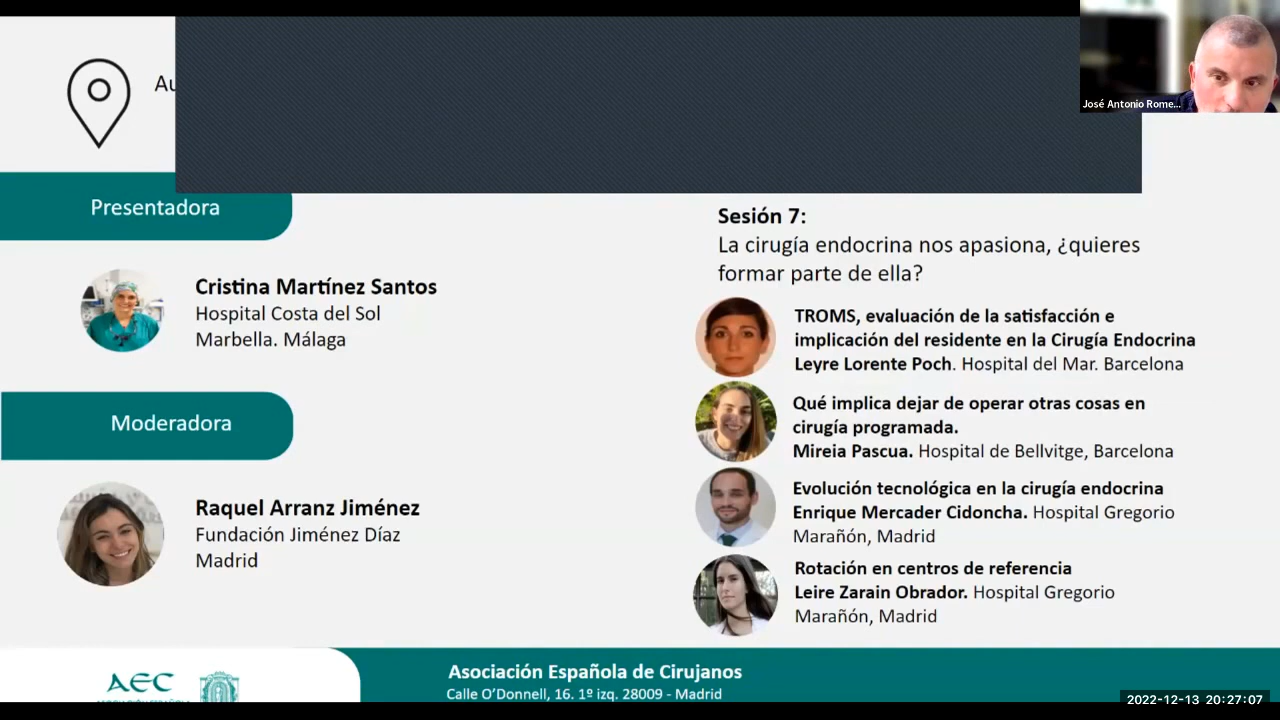 Au
José Antonio Rome...
Presentadora
Cristina Martínez Santos
Hospital Costa del Sol
Marbella. Málaga
Moderadora
Raquel Arranz Jiménez
Fundación Jiménez Díaz
Madrid
Sesión 7:
La cirugía endocrina nos apasiona, ¿quieres
formar parte de ella?
TROMS, evaluación de la satisfacción e
implicación del residente en la Cirugía Endocrina
Leyre Lorente Poch. Hospital del Mar. Barcelona
Qué implica dejar de operar otras cosas en
cirugía programada.
Mireia Pascua. Hospital de Bellvitge, Barcelona
Evolución tecnológica en la cirugía endocrina
Enrique Mercader Cidoncha. Hospital Gregorio
Marañón, Madrid
Rotación en centros de referencia
Leire Zarain Obrador. Hospital Gregorio
Marañón, Madrid
AEC
Asociación Española de Cirujanos
Calle O’Donnell, 16. 1º izq. 28009 - Madrid
2022-12-13 20:27:07